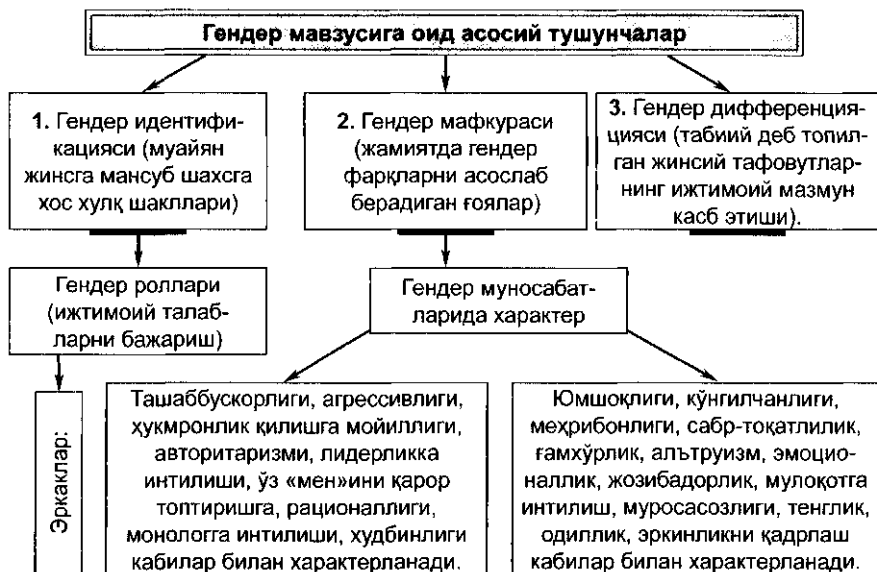 Гендер мавзусига оид асосий тушунчалар
1. Гендер идентифи-
кацияси (муайян
жинсга мансуб шахсга
хос хулқ шакллари)
2. Гендер мафкураси
(жамиятда гендер
фарқларни асослаб
берадиган ғоялар)
3. Гендер дифференция-
цияси (табиий деб топил-
ган жинсий тафовутлар-
нинг ижтимоий мазмун
касб этиши).
Гендер роллари
(ижтимоий талаб-
ларни бажариш)
Гендер муносабат-
ларида характер
Эркаклар:
Ташаббускорлиги, агрессивлиги,
ҳукмронлик қилишга мойиллиги,
авторитаризми, лидерликка
интилиши, ўз «мен»ини қарор
топтиришга, рационаллиги,
монологга интилиши, худбинлиги
кабилар билан характерланади.
Юмшоқлиги, кўнгилчанлиги,
меҳрибонлиги, сабр-тоқатлилик,
ғамхўрлик, альтруизм, эмоцио-
наллик, жозибадорлик, мулоқотга
интилиш, муросасозлиги, тенглик,
одиллик, эркинликни қадрлаш
кабилар билан характерланади.